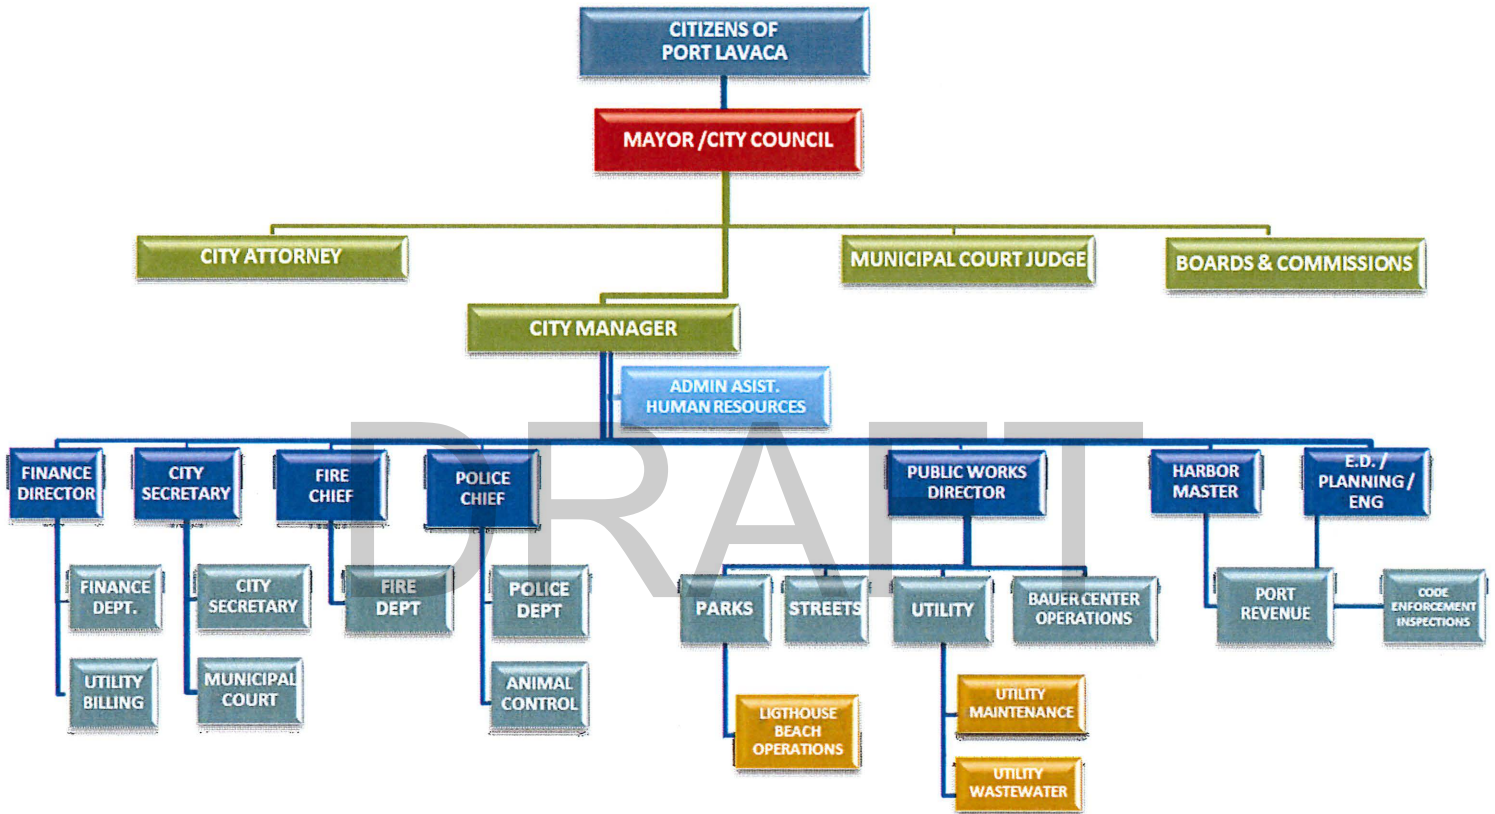 CITIZENS OF
PORT LAVACA
MAYOR /CITY COUNCIL
CITY ATTORNEY
MUNICIPAL COURT JUDGE
BOARDS & COMMISSIONS
CITY MANAGER
ADMIN ASIST.
HUMAN RESOURCES
DRAFT
FINANCE
DIRECTOR
CITY
SECRETARY
FIRE
CHIEF
POLICE
CHIEF
PUBLIC WORKS
DIRECTOR
HARBOR
MASTER
E.D. /
PLANNING /
ENG
FINANCE
DEPT.
CITY
SECRETARY
FIRE
DEPT
POLICE
DEPT
PARKS
STREETS
UTILITY
BAUER CENTER
OPERATIONS
PORT
REVENUE
CODE
ENFORCEMENT
INSPECTIONS
UTILITY
BILLING
MUNICIPAL
COURT
ANIMAL
CONTROL
LIGTHOUSE
BEACH
OPERATIONS
UTILITY
MAINTENANCE
UTILITY
WASTEWATER